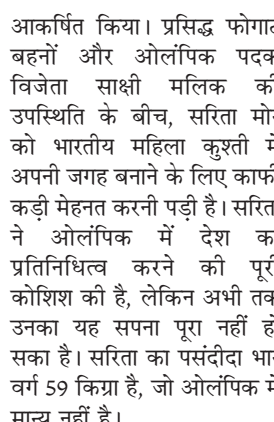 आकर्षित किया। प्रसिद्ध फोगाट
बहनों और ओलंपिक पदक
विजेता साक्षी मलिक की
उपस्थिति के बीच, सरिता मोर
को भारतीय महिला कुश्ती में
अपनी जगह बनाने के लिए काफी
कड़ी मेहनत करनी पड़ी है। सरिता
ने ओलंपिक में देश का
प्रतिनिधित्व करने की पूरी
कोशिश की है, लेकिन अभी तक
उनका यह सपना पूरा नहीं हो
सका है। सरिता का पसंदीदा भार
वर्ग 59 किग्रा है, जो ओलंपिक में
मान्य नहीं है।